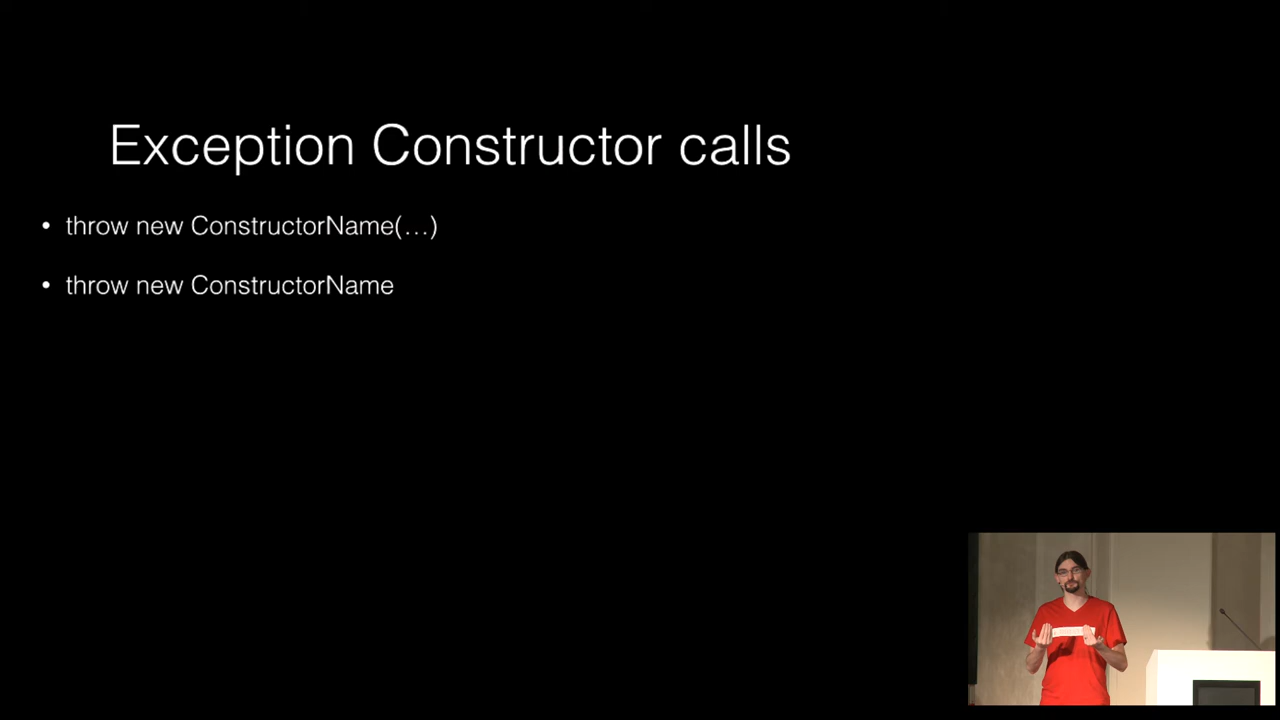 Exception Constructor calls
• throw new ConstructorName(…)
• throw new ConstructorName